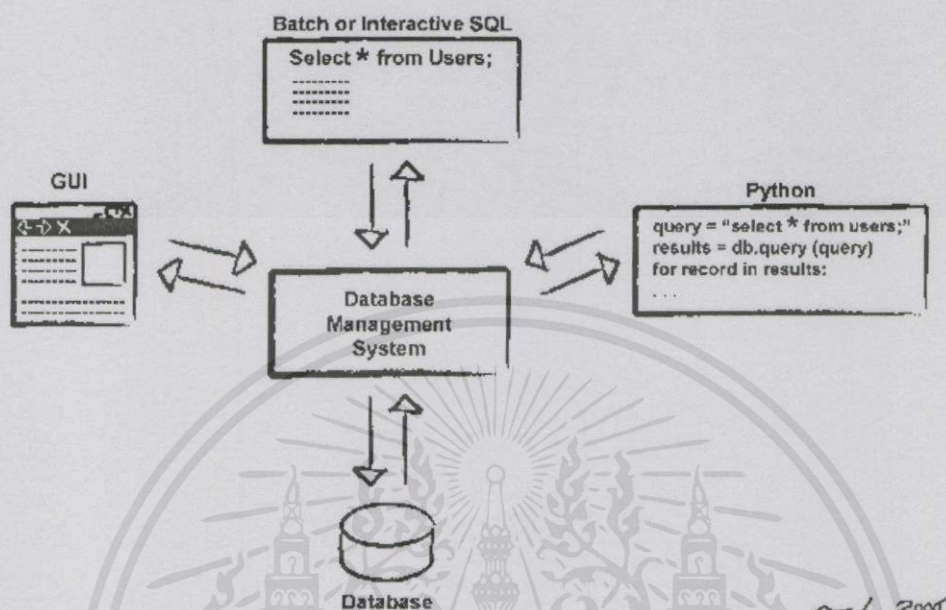 Batch or Interactive SQL
Select * from Users;
GUI
Python
query = "select * from users;"
results = db.query (query)
for record in results:
. . .
Database
Management
System
Database